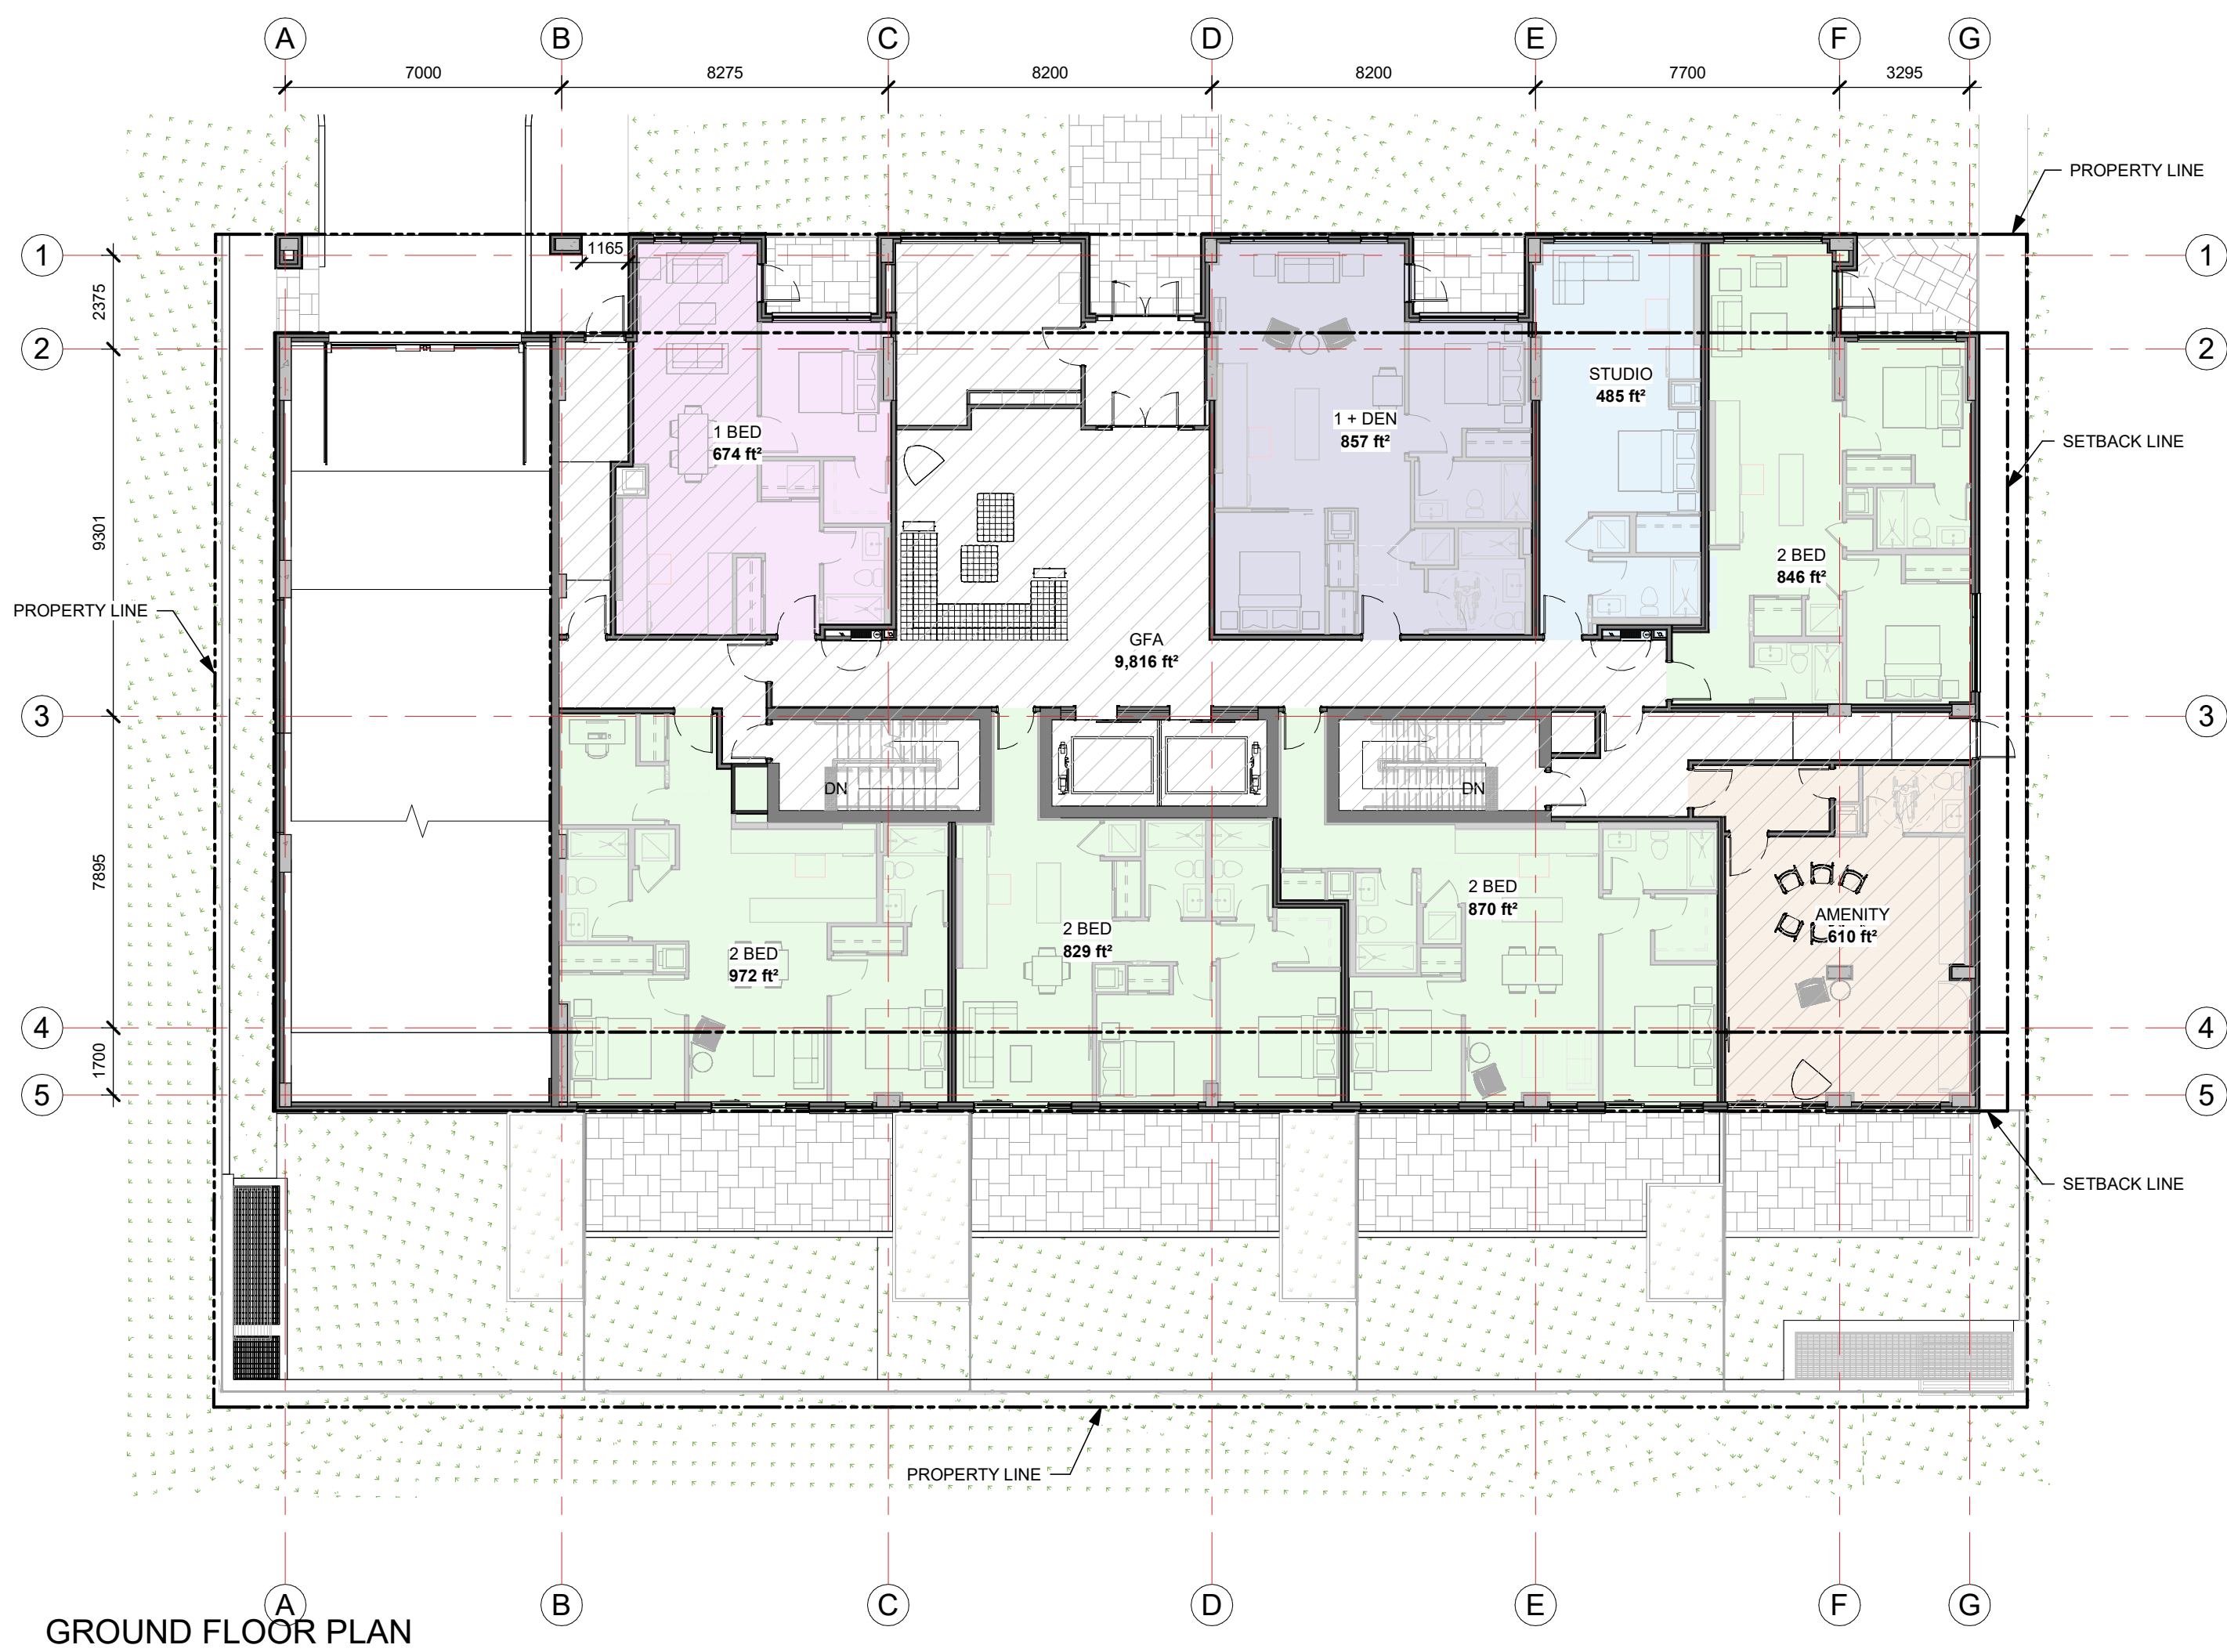 A B C D E F G
7000 8275 8200 8200 7700 3295
PROPERTY LINE
1 1165 1
2375
2 2
STUDIO
485 ft²
1 + DEN
857 ft²
1 BED
674 ft²
SETBACK LINE
9301
2 BED
846 ft²
PROPERTY LINE
GFA
9,816 ft²
3 3
DN DN
7895
2 BED
870 ft²
AMENITY
610 ft²
2 BED
829 ft²
2 BED
972 ft²
4 4
1700
5 5
SETBACK LINE
PROPERTY LINE
A B C D E F G
GROUND FLOOR PLAN